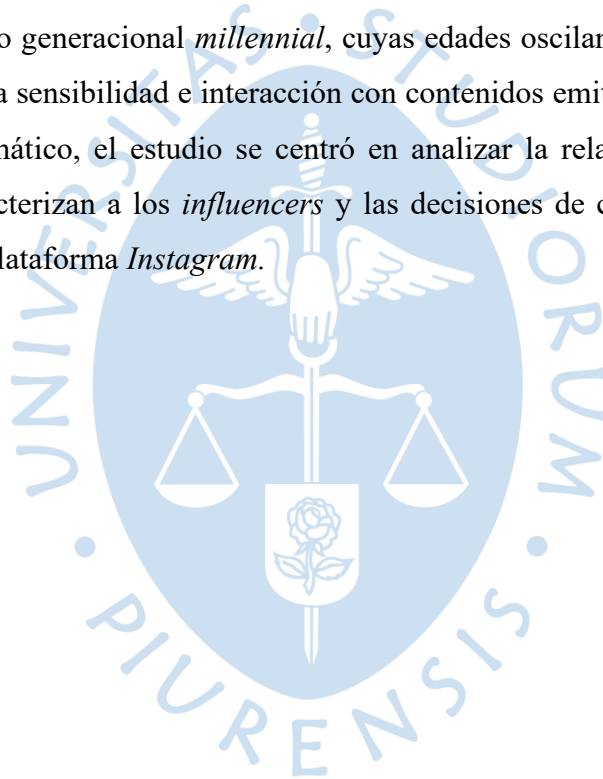 o generacional millennial, cuyas edades oscilan
a sensibilidad e interacción con contenidos emit
nático, el estudio se centró en analizar la rela
cterizan a los influencers y las decisiones de c
lataforma Instagram.
UNIVERSITAS • STUDIORUM • PIURENSIS